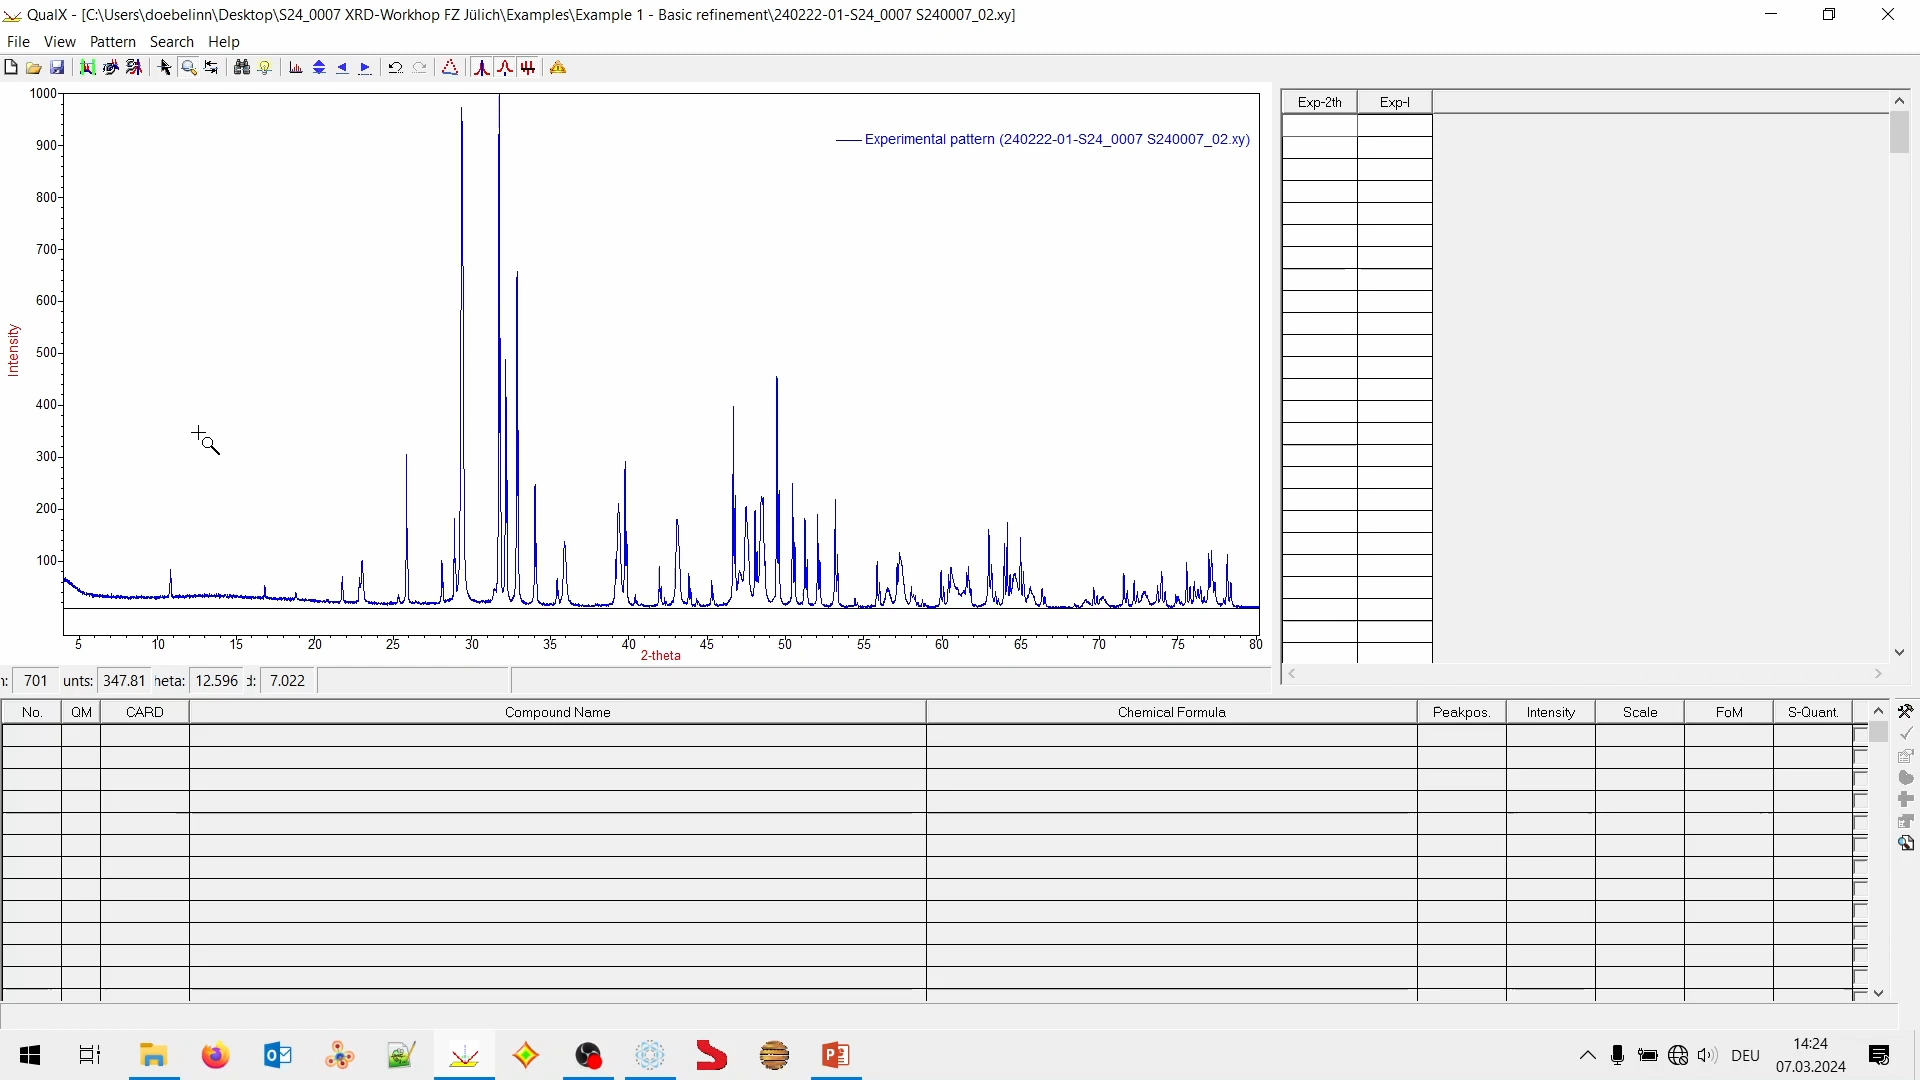 QualX - [C:\Users\doebelinn\Desktop\S24_0007 XRD-Workhop FZ Jülich\Examples\Example 1 - Basic refinement\240222-01-S24_0007 S240007_02.xy]
File View Pattern Search Help
1000
900
800
700
600
500
400
300
200
100
Intensity
Experimental pattern (240222-01-S24_0007 S240007_02.xy)
5 10 15 20 25 30 35 40 45 50 55 60 65 70 75 80
2-theta
Exp-2th Exp-I
701 unts: 347.81 heta: 12.596 d: 7.022
No. QM CARD Compound Name Chemical Formula Peakpos. Intensity Scale FoM S-Quant.
DEU
14:24
07.03.2024